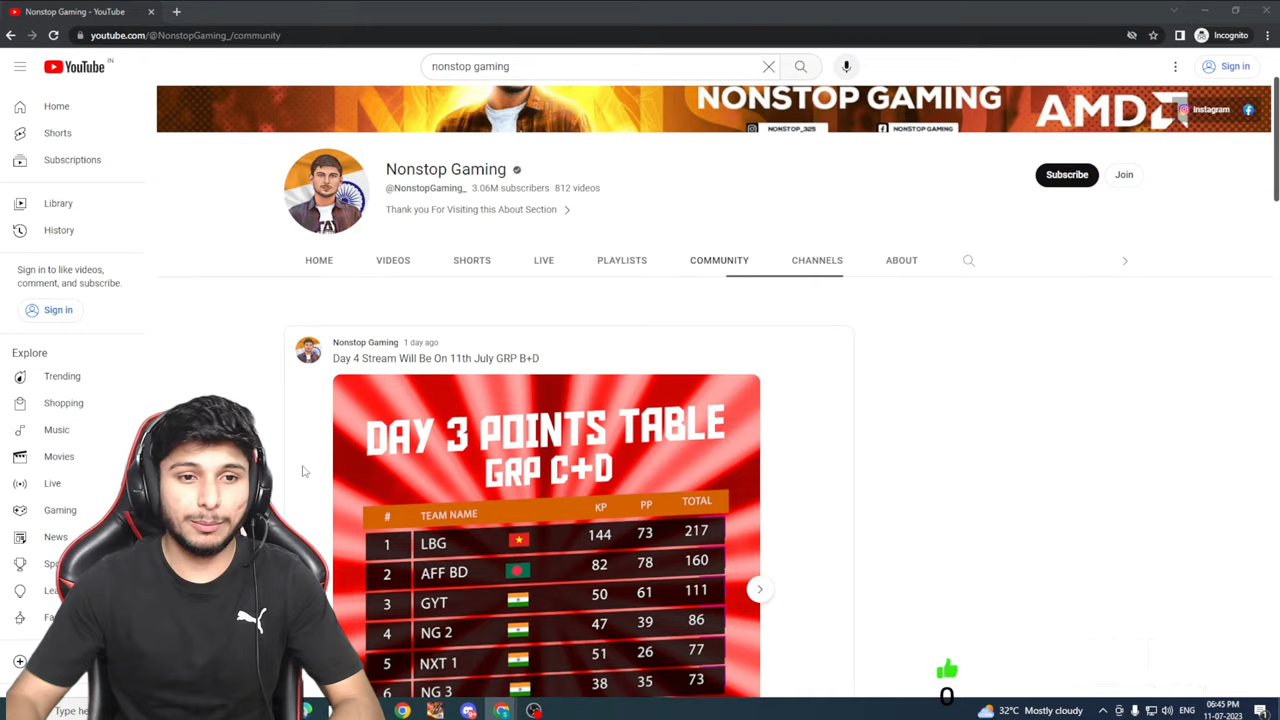 Nonstop Gaming - YouTube
youtube.com/@NonstopGaming_/community
Incognito
YouTube IN
nonstop gaming
Sign in
Home
Shorts
Subscriptions
Library
History
Sign in to like videos,
comment, and subscribe.
Sign in
Explore
Trending
Shopping
Music
Movies
Live
Gaming
News
NONSTOP GAMING
AMD
Instagram
NONSTOP_325
NONSTOP GAMING
Nonstop Gaming
@NonstopGaming_ 3.06M subscribers 812 videos
Thank you For Visiting this About Section
Subscribe
Join
HOME
VIDEOS
SHORTS
LIVE
PLAYLISTS
COMMUNITY
CHANNELS
ABOUT
Nonstop Gaming 1 day ago
Day 4 Stream Will Be On 11th July GRP B+D
DAY 3 POINTS TABLE
GRP C+D
# TEAM NAME KP PP TOTAL
1 LBG 144 73 217
2 AFF BD 82 78 160
3 GYT 50 61 111
4 NG 2 47 39 86
5 NXT 1 51 26 77
6 NG 3 38 35 73
0
Type he
32°C Mostly cloudy
06:45 PM
11-07-2023